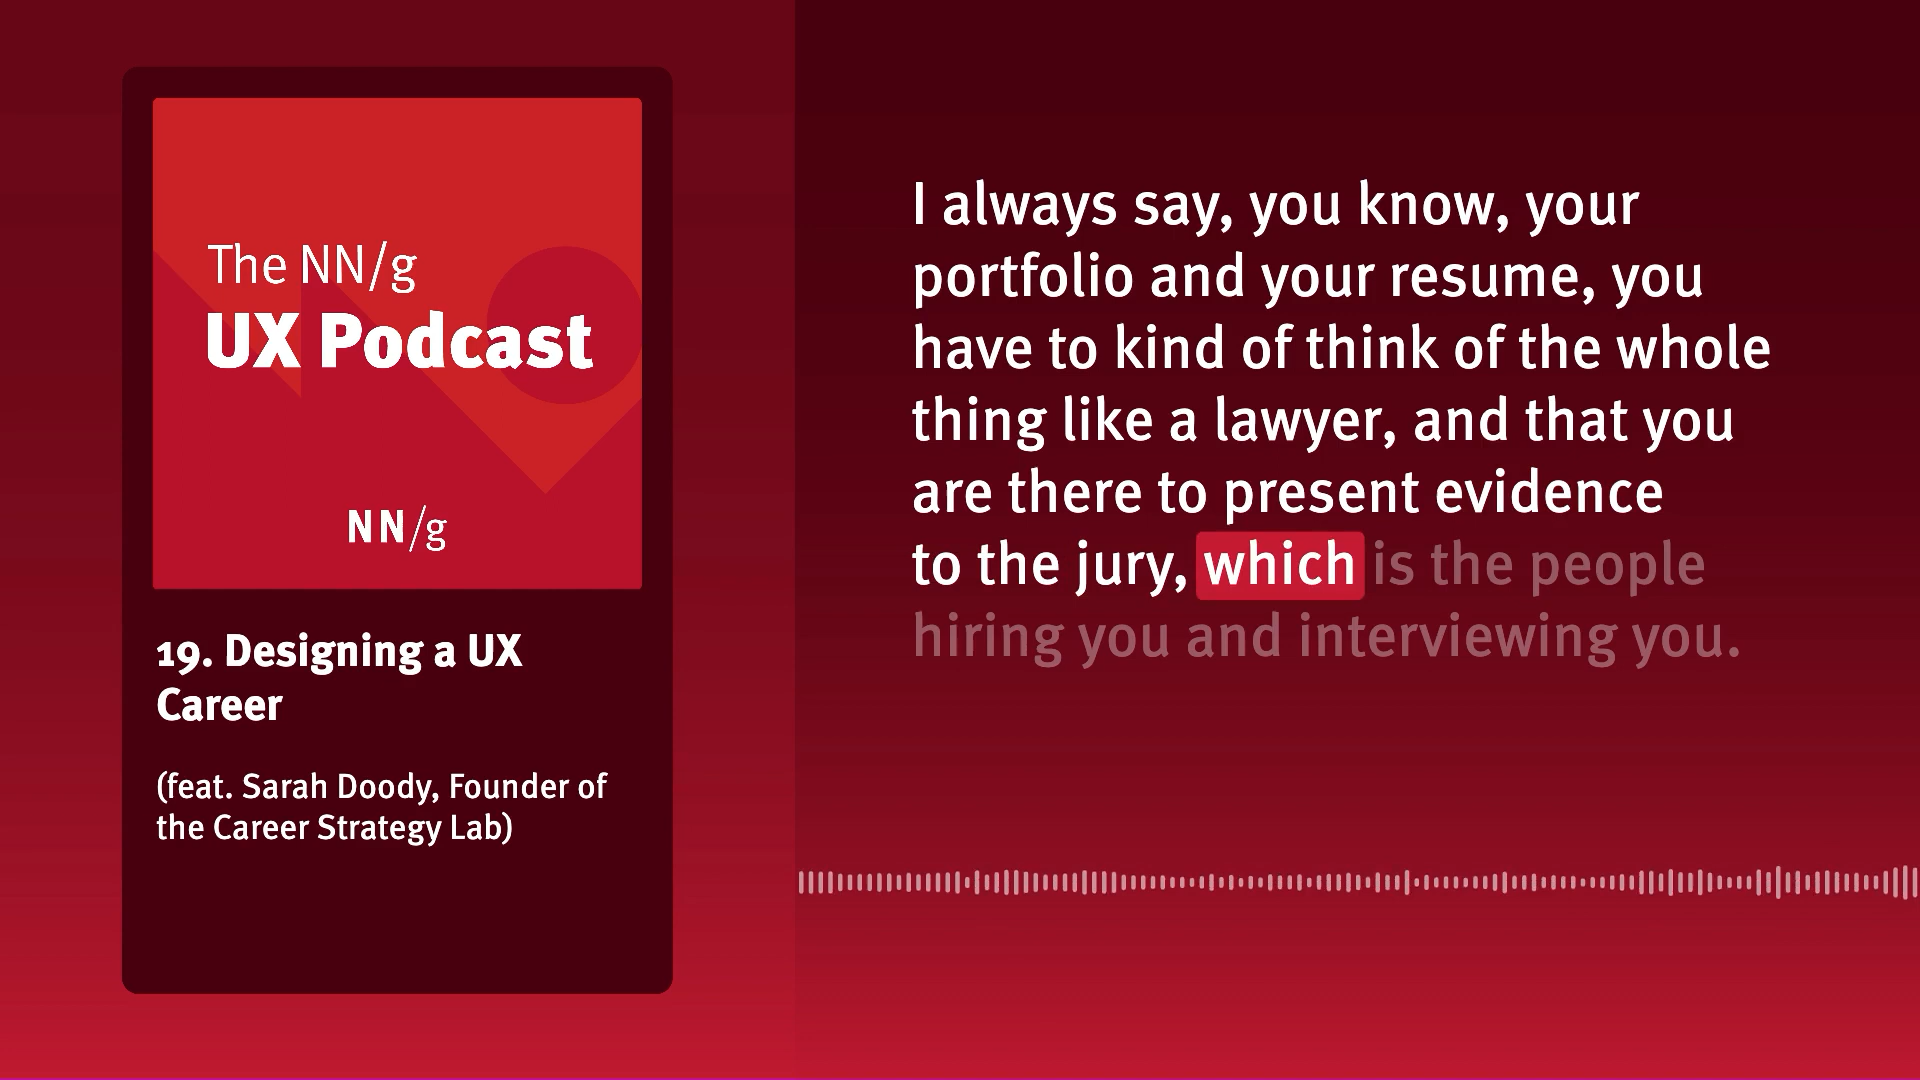 The NN/g
UX Podcast
NN/g
19. Designing a UX
Career
(feat. Sarah Doody, Founder of
the Career Strategy Lab)
I always say, you know, your
portfolio and your resume, you
have to kind of think of the whole
thing like a lawyer, and that you
are there to present evidence
to the jury, which is the people
hiring you and interviewing you.